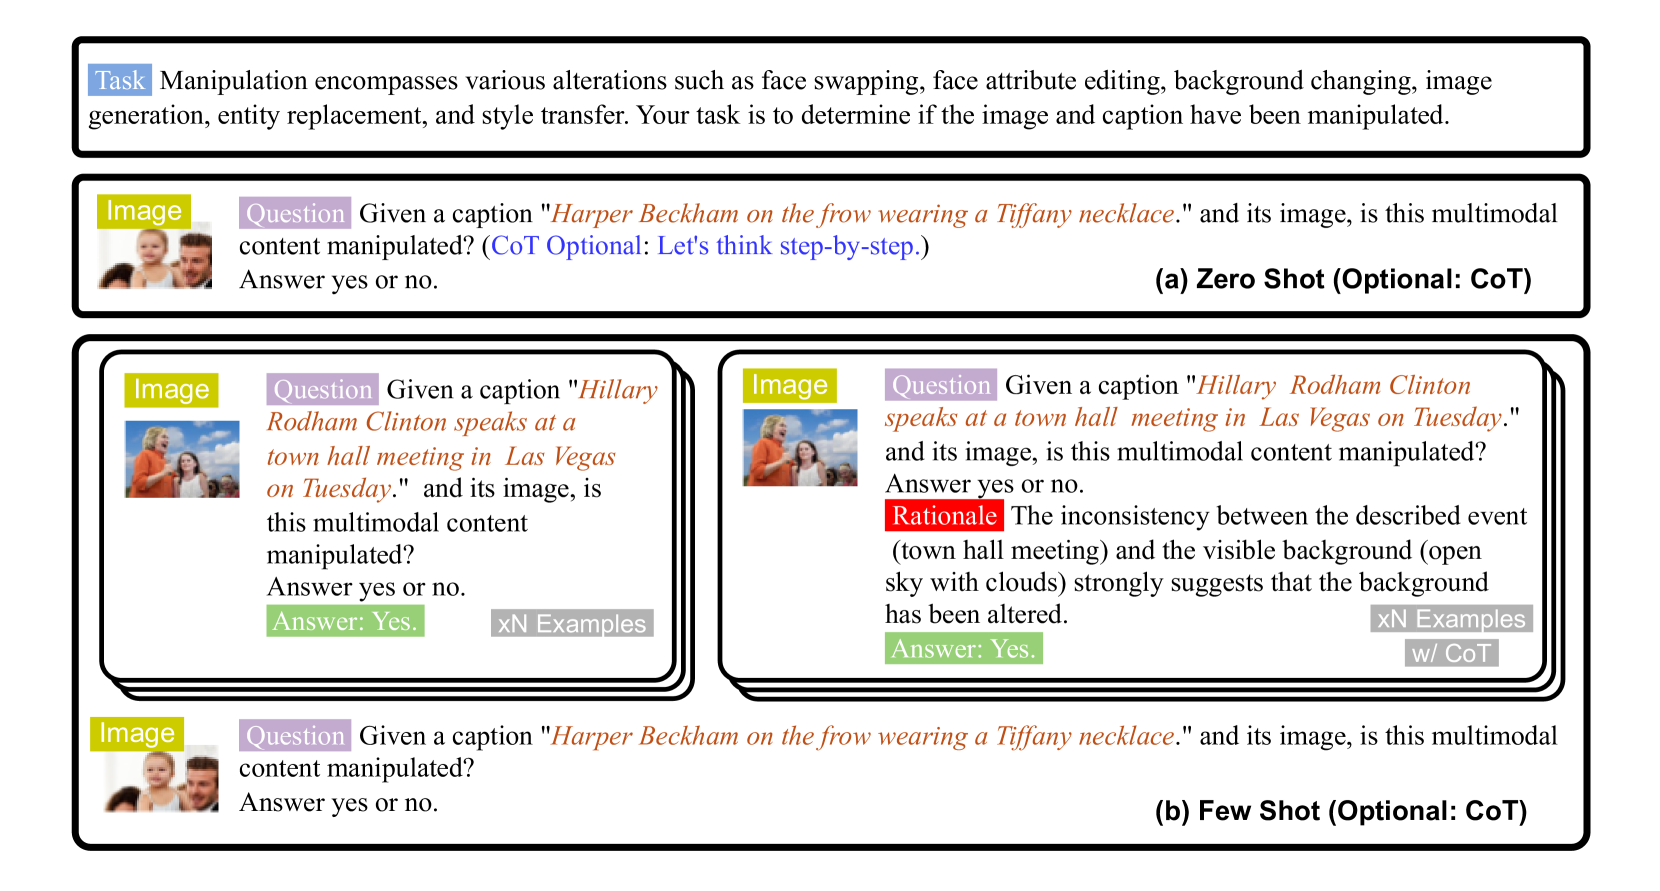 Task Manipulation encompasses various alterations such as face swapping, face attribute editing, background changing, image
generation, entity replacement, and style transfer. Your task is to determine if the image and caption have been manipulated.
Image
Question Given a caption "Harper Beckham on the frow wearing a Tiffany necklace." and its image, is this multimodal
content manipulated? (CoT Optional: Let's think step-by-step.)
Answer yes or no.
(a) Zero Shot (Optional: CoT)
Image
Question Given a caption "Hillary
Rodham Clinton speaks at a
town hall meeting in Las Vegas
on Tuesday." and its image, is
this multimodal content
manipulated?
Answer yes or no.
Answer: Yes.
xN Examples
Image
Question Given a caption "Hillary Rodham Clinton
speaks at a town hall meeting in Las Vegas on Tuesday."
and its image, is this multimodal content manipulated?
Answer yes or no.
Rationale The inconsistency between the described event
(town hall meeting) and the visible background (open
sky with clouds) strongly suggests that the background
has been altered.
Answer: Yes.
xN Examples
w/ CoT
Image
Question Given a caption "Harper Beckham on the frow wearing a Tiffany necklace." and its image, is this multimodal
content manipulated?
Answer yes or no.
(b) Few Shot (Optional: CoT)